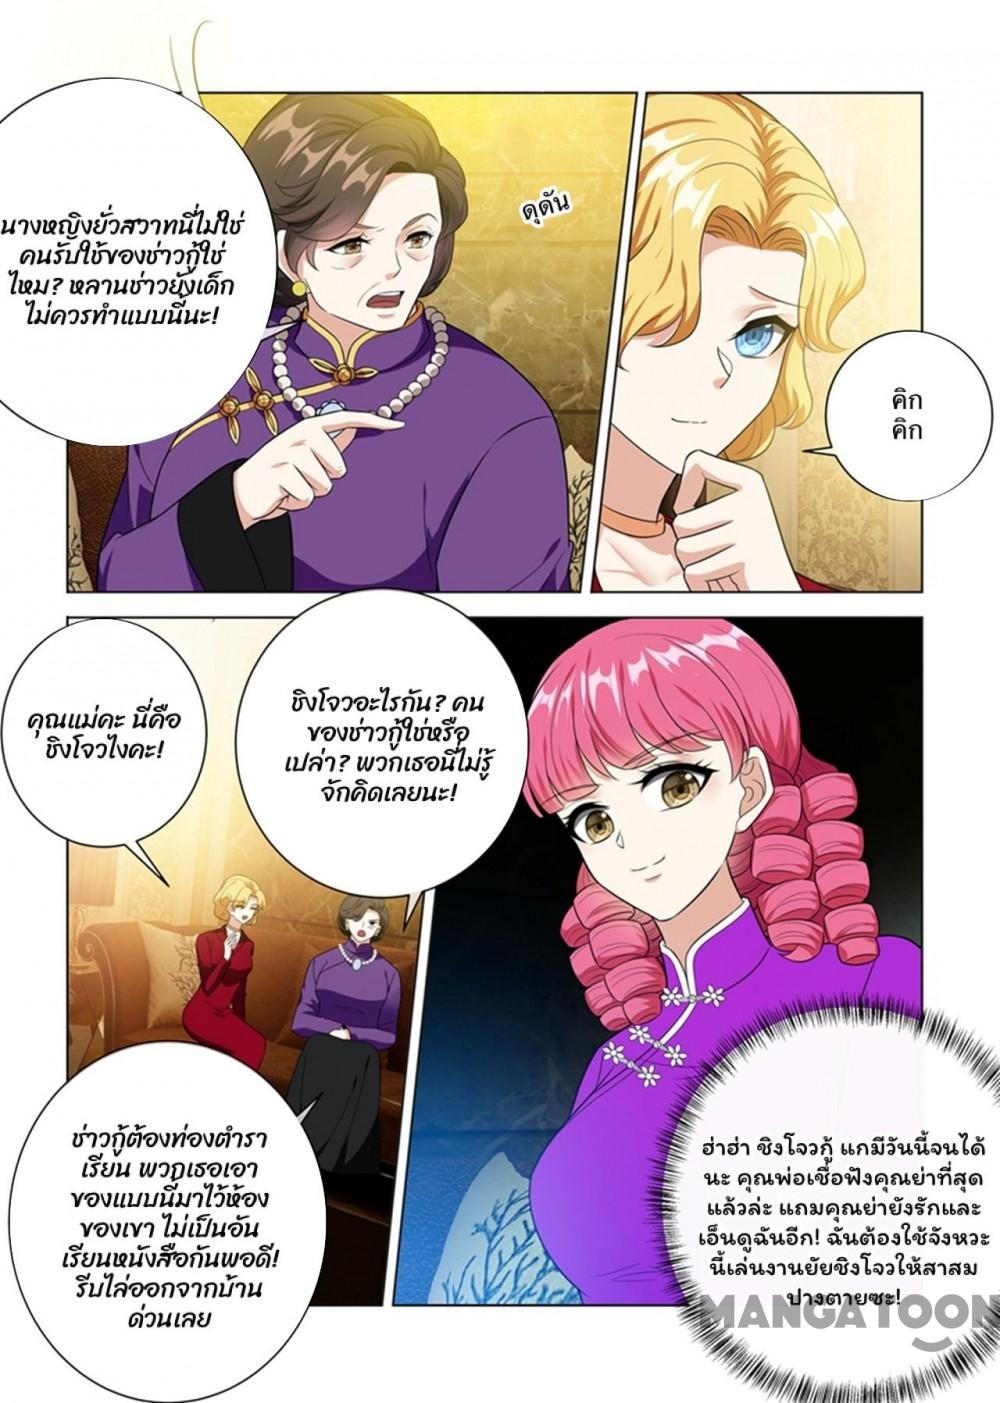 นางหญิงยั่วสวาทนี่ไม่ใช่
คนรับใช้ของช่าวกู้ใช่
ไหม? หลานช่าวยังเด็ก
ไม่ควรทำแบบนี้นะ!
ดุดัน
คิก
คิก
คุณแม่คะ นี่คือ
ชิงโจวไงคะ!
ชิงโจวอะไรกัน? คน
ของช่าวกู้ใช่หรือ
เปล่า? พวกเธอนี่ไม่รู้
จักคิดเลยนะ!
ช่าวกู้ต้องท่องตำรา
เรียน พวกเธอเอา
ของแบบนี้มาไว้ห้อง
ของเขา ไม่เป็นอัน
เรียนหนังสือกันพอดี!
รีบไล่ออกจากบ้าน
ด่วนเลย
ฮ่าฮ่า ชิงโจวกู้ แกมีวันนี้จนได้
นะ คุณพ่อเชื่อฟังคุณย่าที่สุด
แล้วล่ะ แถมคุณย่ายังรักและ
เอ็นดูฉันอีก! ฉันต้องใช้จังหวะ
นี้เล่นงานยัยชิงโจวให้สาสม
ปางตายซะ!
MANGATOON